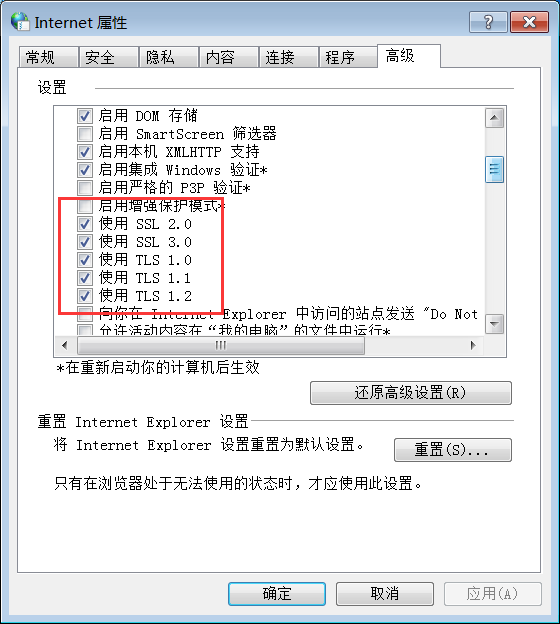 Internet 属性
常规 安全 隐私 内容 连接 程序 高级
设置
启用 DOM 存储
启用 SmartScreen 筛选器
启用本机 XMLHTTP 支持
启用集成 Windows 验证*
启用严格的 P3P 验证*
启用增强保护模式*
使用 SSL 2.0
使用 SSL 3.0
使用 TLS 1.0
使用 TLS 1.1
使用 TLS 1.2
向你在 Internet Explorer 中访问的站点发送 "Do Not
允许活动内容在“我的电脑”的文件中运行*
*在重新启动你的计算机后生效
还原高级设置(R)
重置 Internet Explorer 设置
将 Internet Explorer 设置重置为默认设置。
重置(S)...
只有在浏览器处于无法使用的状态时，才应使用此设置。
确定 取消 应用(A)